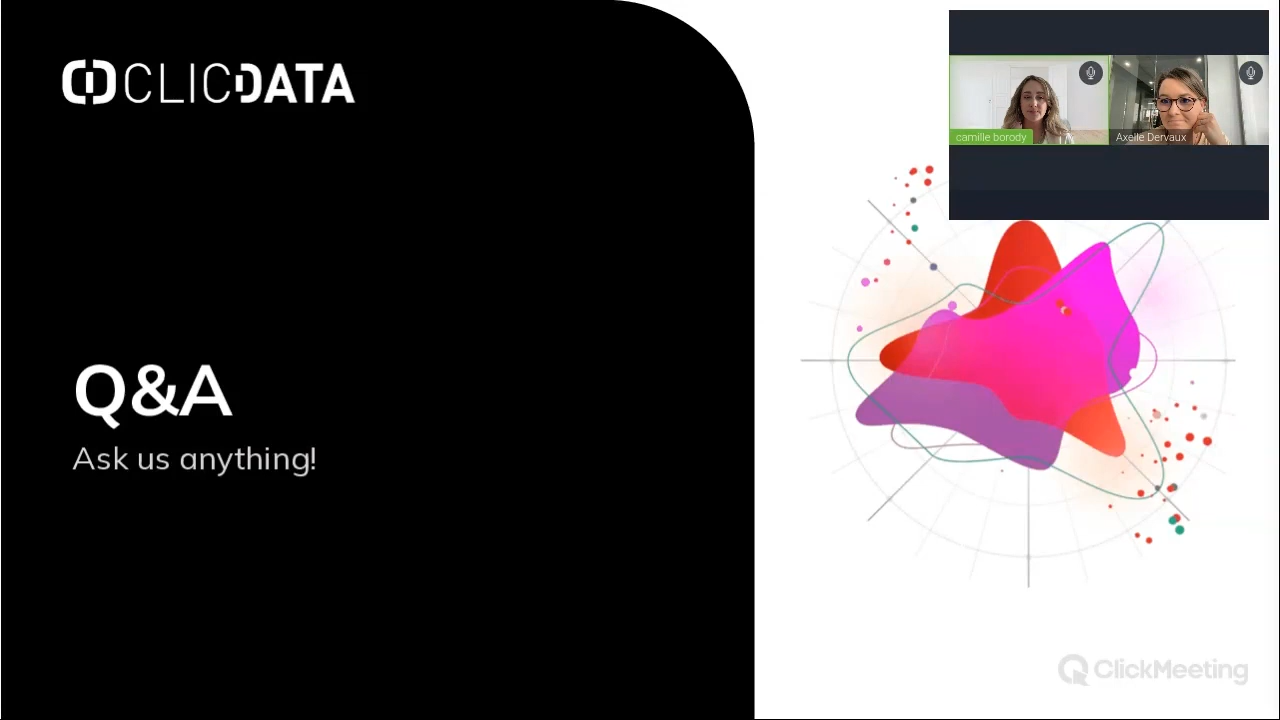 CLICDATA
camille borody
Axelle Dervaux
Q&A
Ask us anything!
ClickMeeting